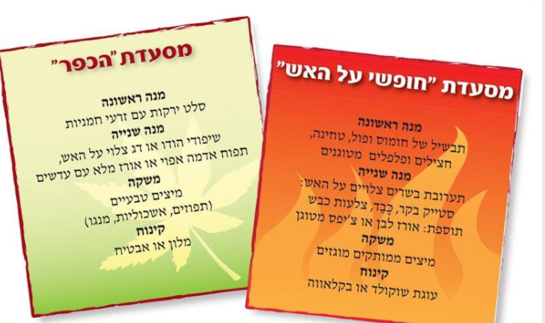 מסעדת "הכפר"
מנה ראשונה
סלט ירקות עם זרעי חמניות
מנה שנייה
שיפודי הודו או דג צלוי על האש,
תפוח אדמה אפוי או אורז מלא עם עדשים
משקה
מיצים טבעיים
(תפוזים, אשכוליות, מנגו)
קינוח
מלון או אבטיח
מסעדת "חופשי על האש"
מנה ראשונה
תבשיל של חומוס ופול, טחינה,
חצילים ופלפלים מטוגנים
מנה שנייה
תערובת בשרים צלויים על האש:
סטייק בקר, כָּבֵד, צלעות כבש
תוספת: אורז לבן או צ'יפס מטוגן
משקה
מיצים ממותקים מוגזים
קינוח
עוגת שוקולד או בקלאווה